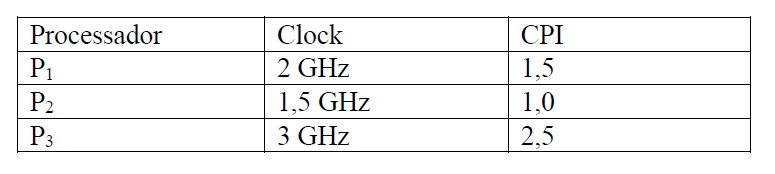 Processador Clock CPI
P₁ 2 GHz 1,5
P₂ 1,5 GHz 1,0
P₃ 3 GHz 2,5